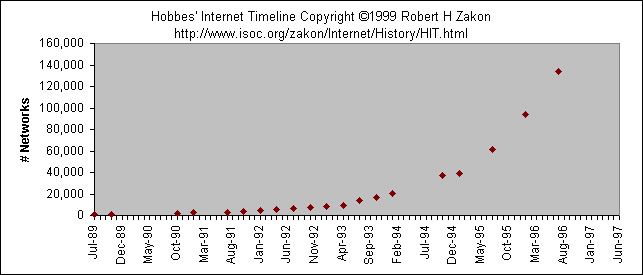 Hobbes' Internet Timeline Copyright ©1999 Robert H Zakon
http://www.isoc.org/zakon/Internet/History/HIT.html
# Networks
160,000
140,000
120,000
100,000
80,000
60,000
40,000
20,000
0
Jul-89
Dec-89
May-90
Oct-90
Mar-91
Aug-91
Jan-92
Jun-92
Nov-92
Apr-93
Sep-93
Feb-94
Jul-94
Dec-94
May-95
Oct-95
Mar-96
Aug-96
Jan-97
Jun-97